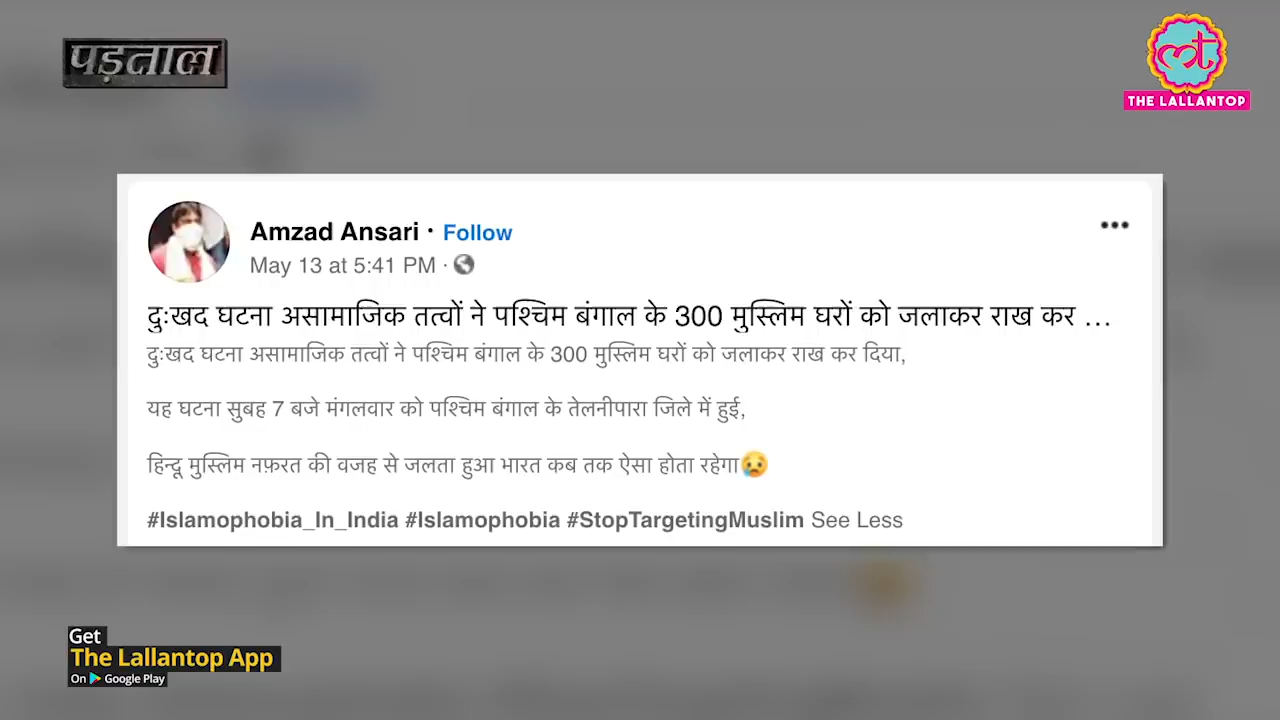 पड़ताल
mt
THE LALLANTOP
Amzad Ansari · Follow
May 13 at 5:41 PM ·
दुःखद घटना असामाजिक तत्वों ने पश्चिम बंगाल के 300 मुस्लिम घरों को जलाकर राख कर ...
दुःखद घटना असामाजिक तत्वों ने पश्चिम बंगाल के 300 मुस्लिम घरों को जलाकर राख कर दिया,
यह घटना सुबह 7 बजे मंगलवार को पश्चिम बंगाल के तेलनीपारा जिले में हुई,
हिन्दू मुस्लिम नफ़रत की वजह से जलता हुआ भारत कब तक ऐसा होता रहेगा😢
#Islamophobia_In_India #Islamophobia #StopTargetingMuslim See Less
Get
The Lallantop App
On Google Play